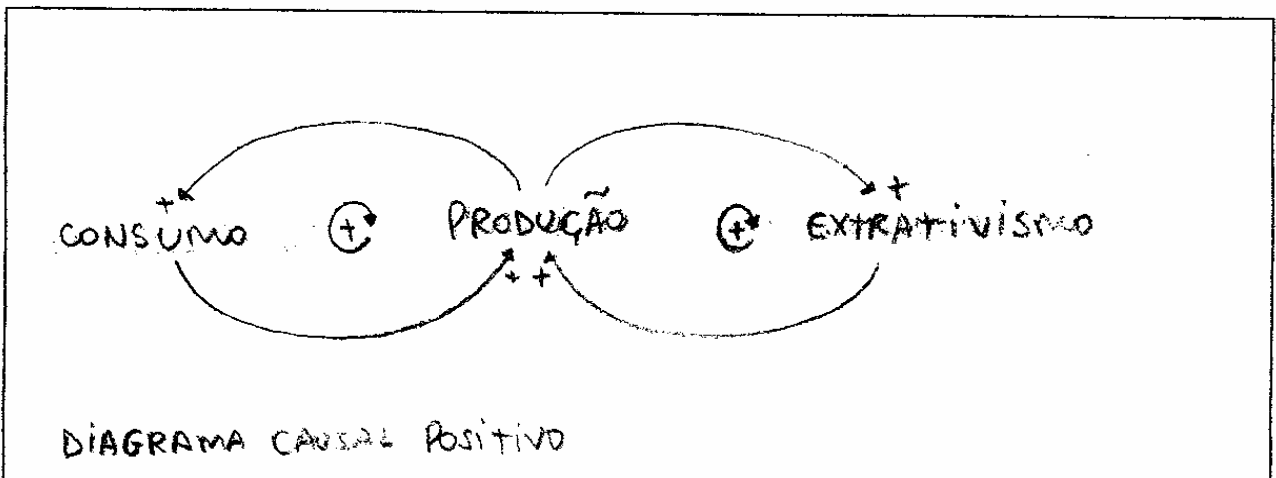 + +
CONSUMO + PRODUÇÃO + EXTRATIVISMO
+ +
DIAGRAMA CAUSAL POSITIVO